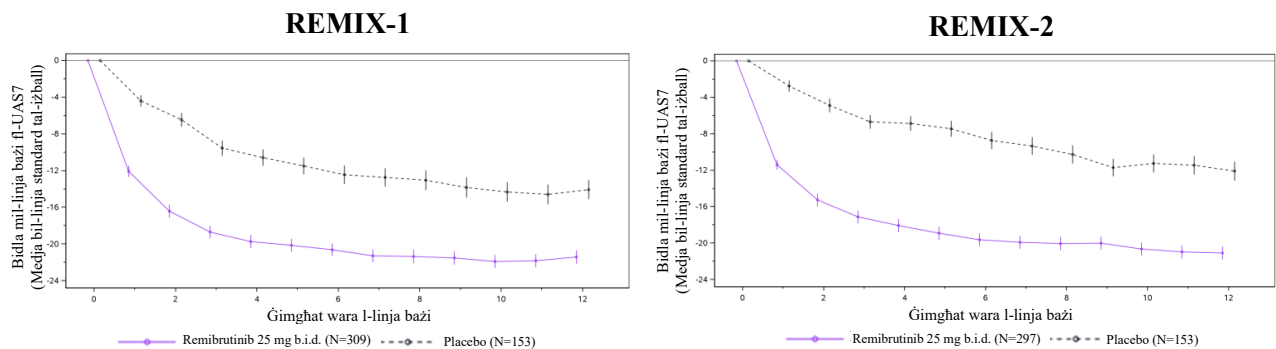 REMIX-1
Bidla mil-linja bażi fl-UAS7
(Medja bil-linja standard tal-iżball)
0
-4
-8
-12
-16
-20
-24
0 2 4 6 8 10 12
Ġimgħat wara l-linja bażi
Remibrutinib 25 mg b.i.d. (N=309) Placebo (N=153)
REMIX-2
Bidla mil-linja bażi fl-UAS7
(Medja bil-linja standard tal-iżball)
0
-4
-8
-12
-16
-20
-24
0 2 4 6 8 10 12
Ġimgħat wara l-linja bażi
Remibrutinib 25 mg b.i.d. (N=297) Placebo (N=153)